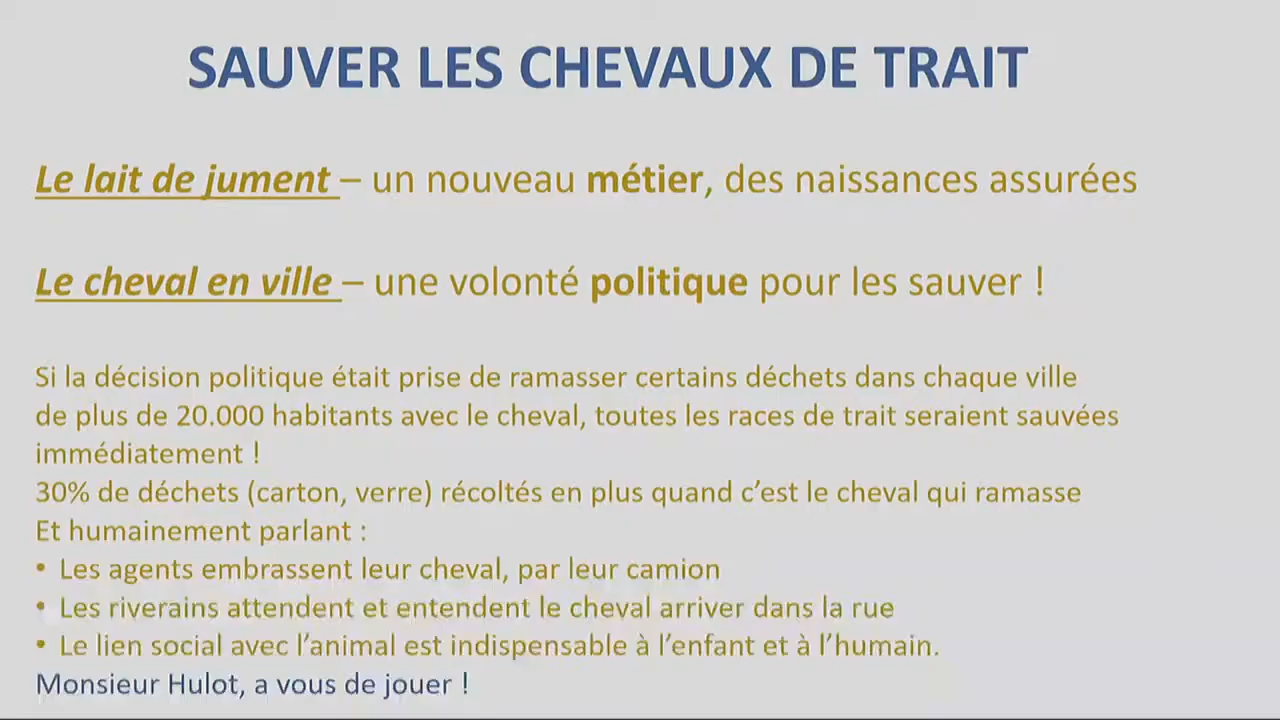 SAUVER LES CHEVAUX DE TRAIT
Le lait de jument – un nouveau métier, des naissances assurées
Le cheval en ville – une volonté politique pour les sauver !
Si la décision politique était prise de ramasser certains déchets dans chaque ville
de plus de 20.000 habitants avec le cheval, toutes les races de trait seraient sauvées
immédiatement !
30% de déchets (carton, verre) récoltés en plus quand c’est le cheval qui ramasse
Et humainement parlant :
• Les agents embrassent leur cheval, par leur camion
• Les riverains attendent et entendent le cheval arriver dans la rue
• Le lien social avec l’animal est indispensable à l’enfant et à l’humain.
Monsieur Hulot, a vous de jouer !